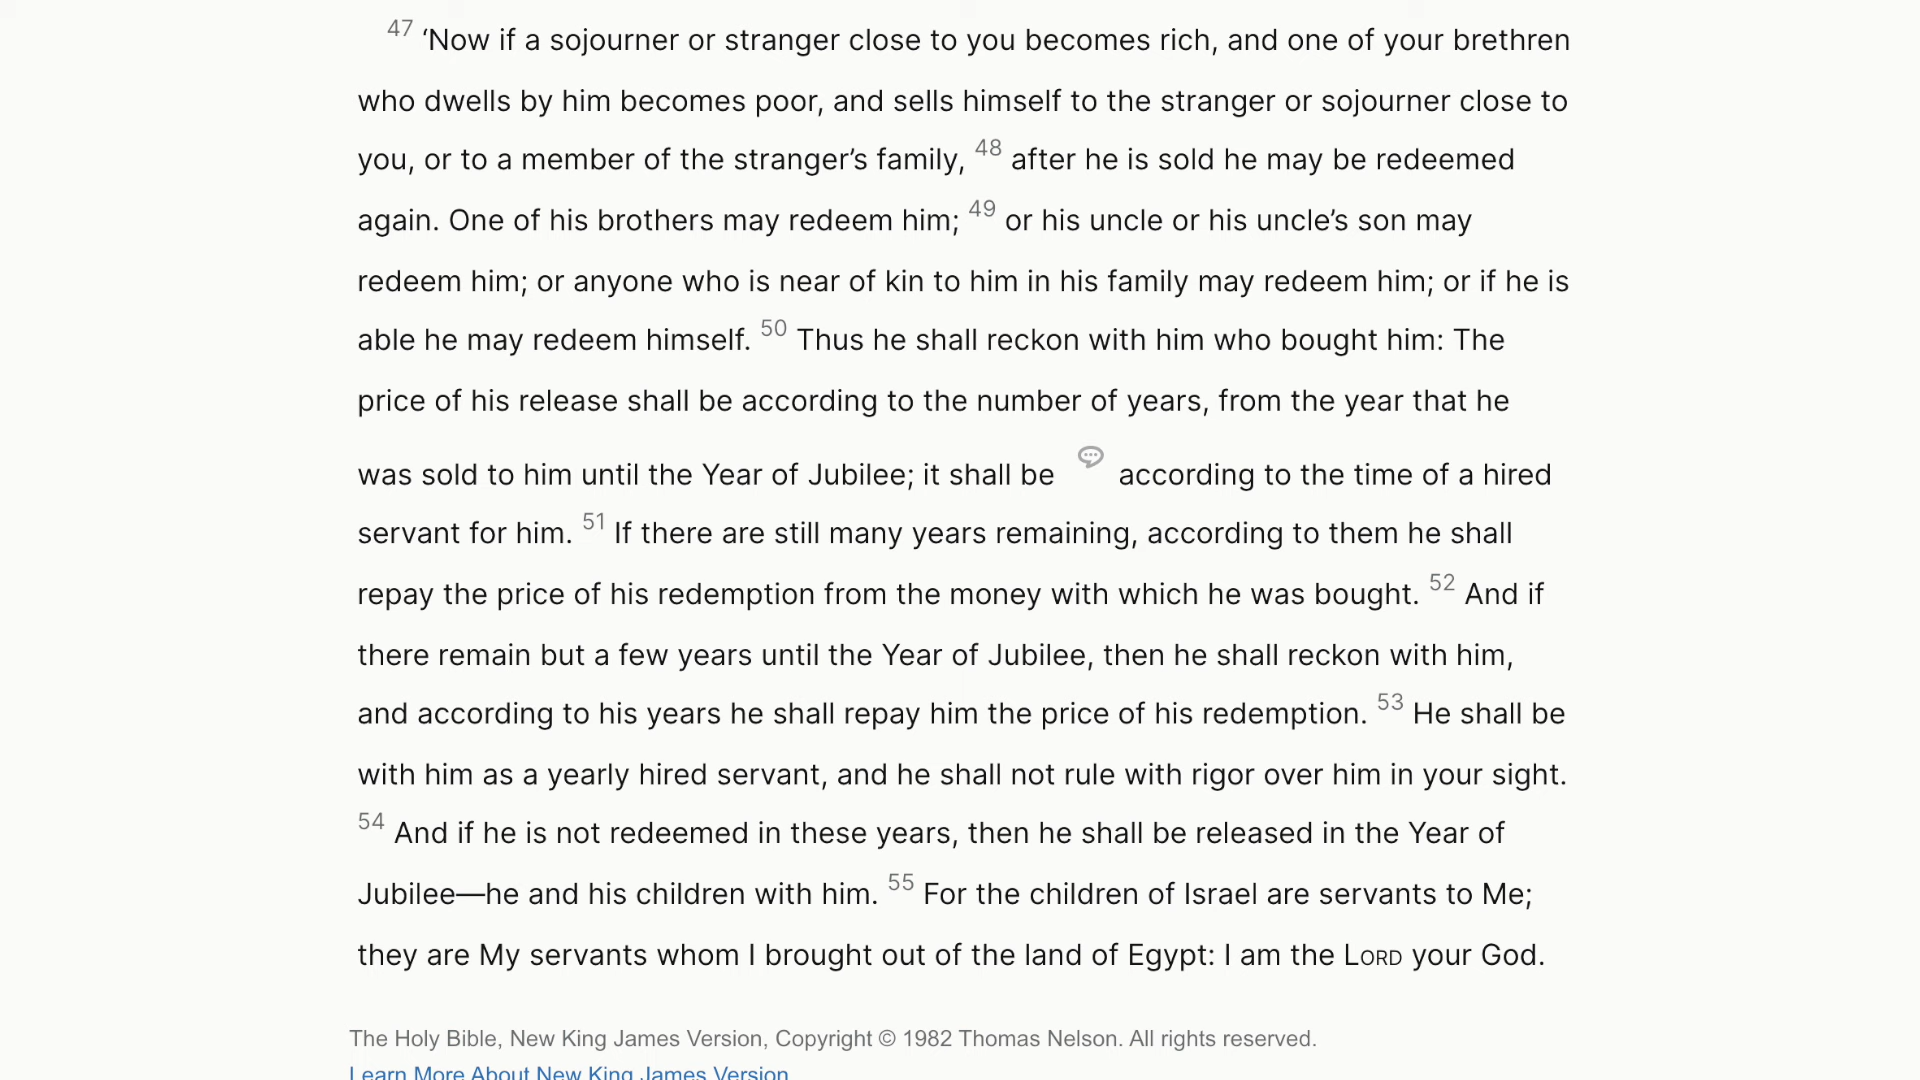 47 ‘Now if a sojourner or stranger close to you becomes rich, and one of your brethren
who dwells by him becomes poor, and sells himself to the stranger or sojourner close to
you, or to a member of the stranger’s family, 48 after he is sold he may be redeemed
again. One of his brothers may redeem him; 49 or his uncle or his uncle’s son may
redeem him; or anyone who is near of kin to him in his family may redeem him; or if he is
able he may redeem himself. 50 Thus he shall reckon with him who bought him: The
price of his release shall be according to the number of years, from the year that he
was sold to him until the Year of Jubilee; it shall be according to the time of a hired
servant for him. 51 If there are still many years remaining, according to them he shall
repay the price of his redemption from the money with which he was bought. 52 And if
there remain but a few years until the Year of Jubilee, then he shall reckon with him,
and according to his years he shall repay him the price of his redemption. 53 He shall be
with him as a yearly hired servant, and he shall not rule with rigor over him in your sight.
54 And if he is not redeemed in these years, then he shall be released in the Year of
Jubilee—he and his children with him. 55 For the children of Israel are servants to Me;
they are My servants whom I brought out of the land of Egypt: I am the LORD your God.
The Holy Bible, New King James Version, Copyright © 1982 Thomas Nelson. All rights reserved.
Learn More About New King James Version